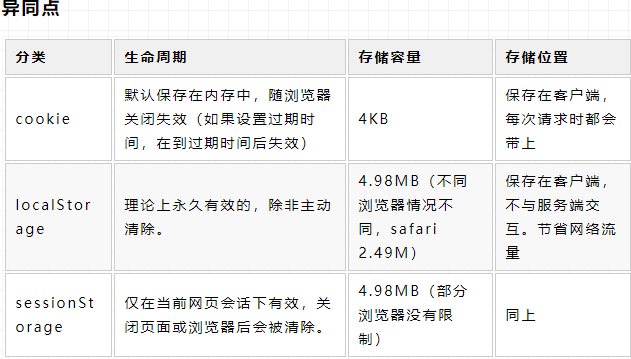 异同点
分类 生命周期 存储容量 存储位置
cookie
默认保存在内存中，随浏览器
关闭失效（如果设置过期时
间，在到过期时间后失效）
4KB
保存在客户端，
每次请求时都会
带上
localStor
age
理论上永久有效的，除非主动
清除。
4.98MB（不同
浏览器情况不
同，safari
2.49M）
保存在客户端，
不与服务端交
互。节省网络流
量
sessionSt
orage
仅在当前网页会话下有效，关
闭页面或浏览器后会被清除。
4.98MB（部分
浏览器没有限
制）
同上